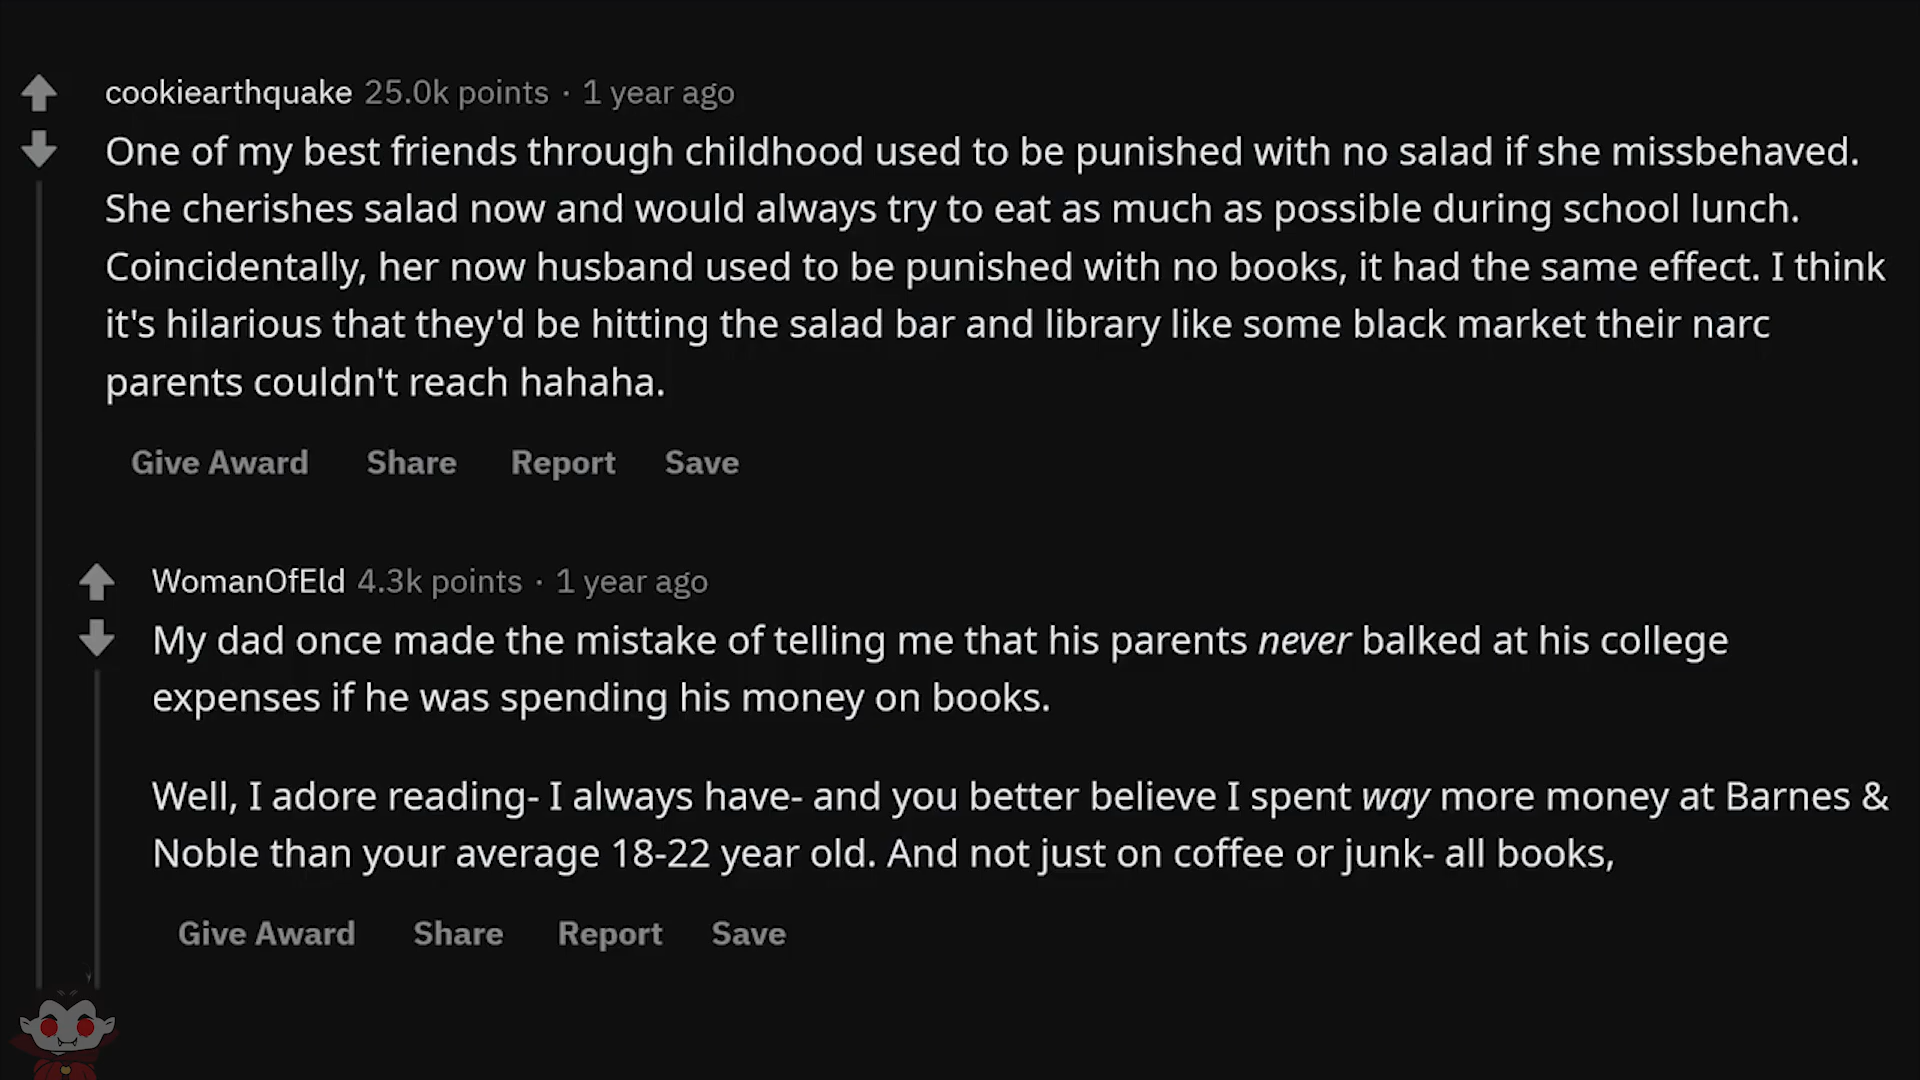 cookiearthquake 25.0k points · 1 year ago
One of my best friends through childhood used to be punished with no salad if she missbehaved.
She cherishes salad now and would always try to eat as much as possible during school lunch.
Coincidentally, her now husband used to be punished with no books, it had the same effect. I think
it's hilarious that they'd be hitting the salad bar and library like some black market their narc
parents couldn't reach hahaha.
Give Award Share Report Save
WomanOfEld 4.3k points · 1 year ago
My dad once made the mistake of telling me that his parents never balked at his college
expenses if he was spending his money on books.
Well, I adore reading- I always have- and you better believe I spent way more money at Barnes &
Noble than your average 18-22 year old. And not just on coffee or junk- all books,
Give Award Share Report Save